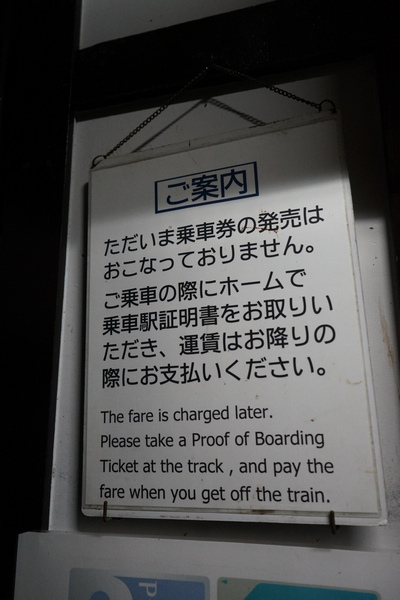 ご案内
ただいま乗車券の発売は
おこなっておりません。
ご乗車の際にホームで
乗車駅証明書をお取りい
ただき、運賃はお降りの
際にお支払いください。
The fare is charged later.
Please take a Proof of Boarding
Ticket at the track , and pay the
fare when you get off the train.